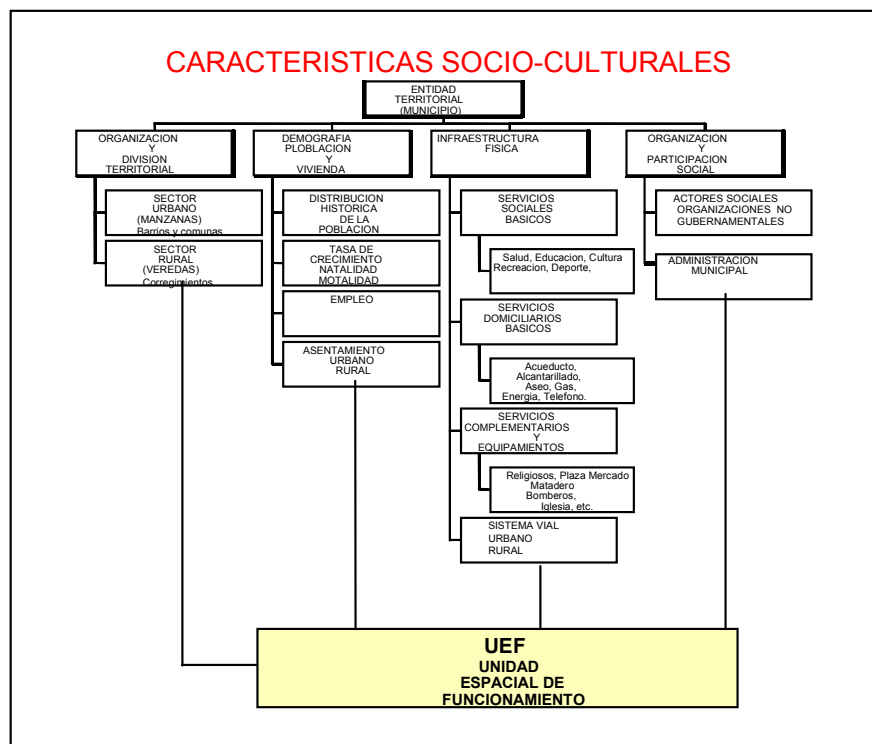 CARACTERISTICAS SOCIO-CULTURALES
ENTIDAD
TERRITORIAL
(MUNICIPIO)
ORGANIZACION
Y
DIVISION
TERRITORIAL
SECTOR
URBANO
(MANZANAS)
Barrios y comunas
SECTOR
RURAL
(VEREDAS)
Corregimientos
DEMOGRAFIA
PLOBLACION
Y
VIVIENDA
DISTRIBUCION
HISTORICA
DE LA
POBLACION
TASA DE
CRECIMIENTO
NATALIDAD
MOTALIDAD
EMPLEO
ASENTAMIENTO
URBANO
RURAL
INFRAESTRUCTURA
FISICA
SERVICIOS
SOCIALES
BASICOS
Salud, Educacion, Cultura
Recreacion, Deporte,
SERVICIOS
DOMICILIARIOS
BASICOS
Acueducto,
Alcantarillado,
Aseo, Gas,
Energia, Telefono.
SERVICIOS
COMPLEMENTARIOS
Y
EQUIPAMIENTOS
Religiosos, Plaza Mercado
Matadero
Bomberos,
Iglesia, etc.
SISTEMA VIAL
URBANO
RURAL
ORGANIZACION
Y
PARTICIPACION
SOCIAL
ACTORES SOCIALES
ORGANIZACIONES NO
GUBERNAMENTALES
ADMINISTRACION
MUNICIPAL
UEF
UNIDAD
ESPACIAL DE
FUNCIONAMIENTO